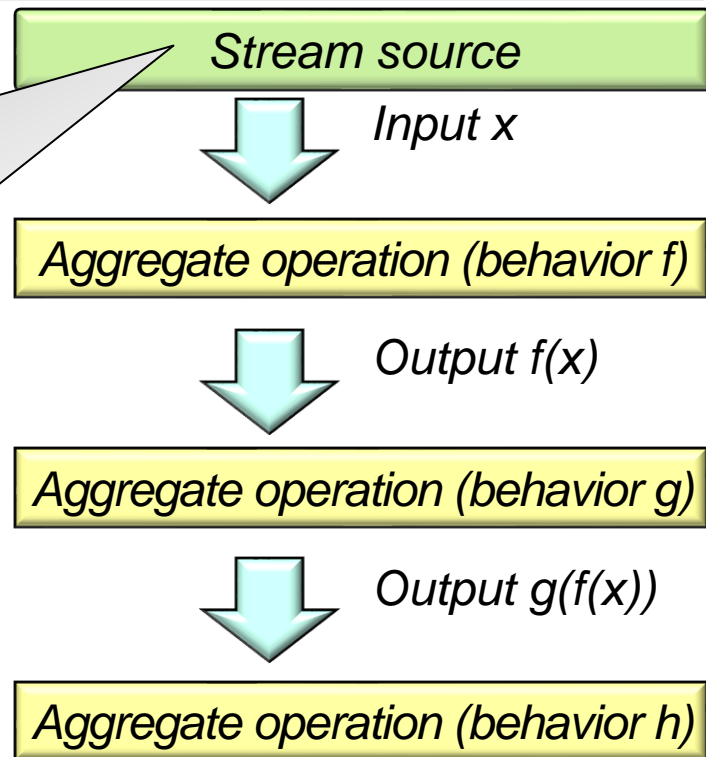 Stream source
Input x
Aggregate operation (behavior f)
Output f(x)
Aggregate operation (behavior g)
Output g(f(x))
Aggregate operation (behavior h)